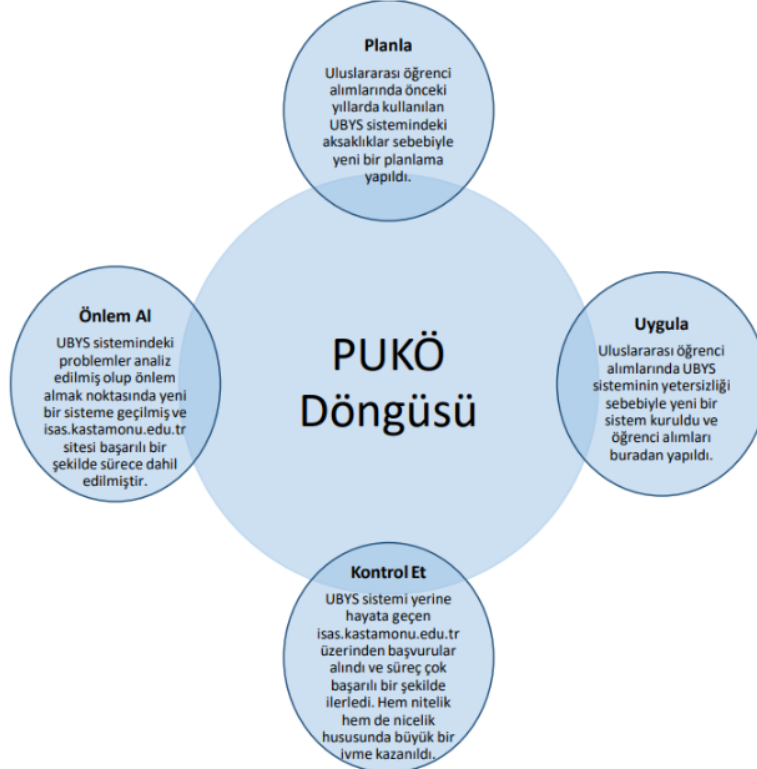 Planla
Uluslararası öğrenci
alımlarında önceki
yıllarda kullanılan
UBYS sistemindeki
aksaklıklar sebebiyle
yeni bir planlama
yapıldı.
PUKÖ
Döngüsü
Uygula
Uluslararası öğrenci
alımlarında UBYS
sisteminin yetersizliği
sebebiyle yeni bir
sistem kuruldu ve
öğrenci alımları
buradan yapıldı.
Kontrol Et
UBYS sistemi yerine
hayata geçen
isas.kastamonu.edu.tr
üzerinden başvurular
alındı ve süreç çok
başarılı bir şekilde
ilerledi. Hem nitelik
hem de nicelik
hususunda büyük bir
ivme kazanıldı.
Önlem Al
UBYS sistemindeki
problemler analiz
edilmiş olup önlem
almak noktasında yeni
bir sisteme geçilmiş ve
isas.kastamonu.edu.tr
sitesi başarılı bir
şekilde sürece dahil
edilmiştir.